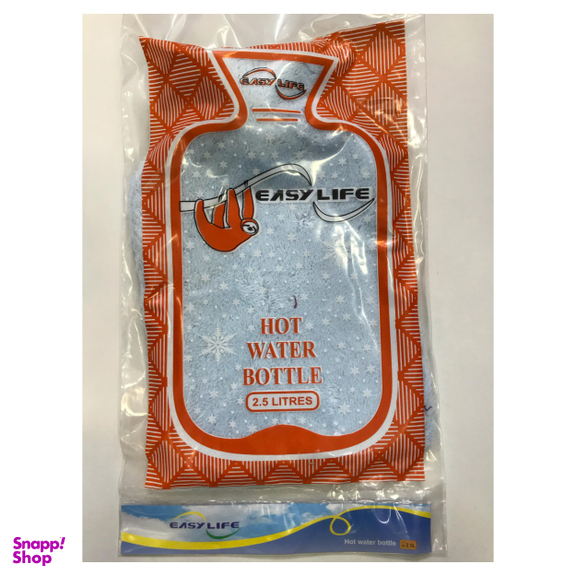 EASY LIFE
EASY LIFE
HOT
WATER
BOTTLE
2.5 LITRES
EASY LIFE
Hot water bottle
Snapp!
Shop